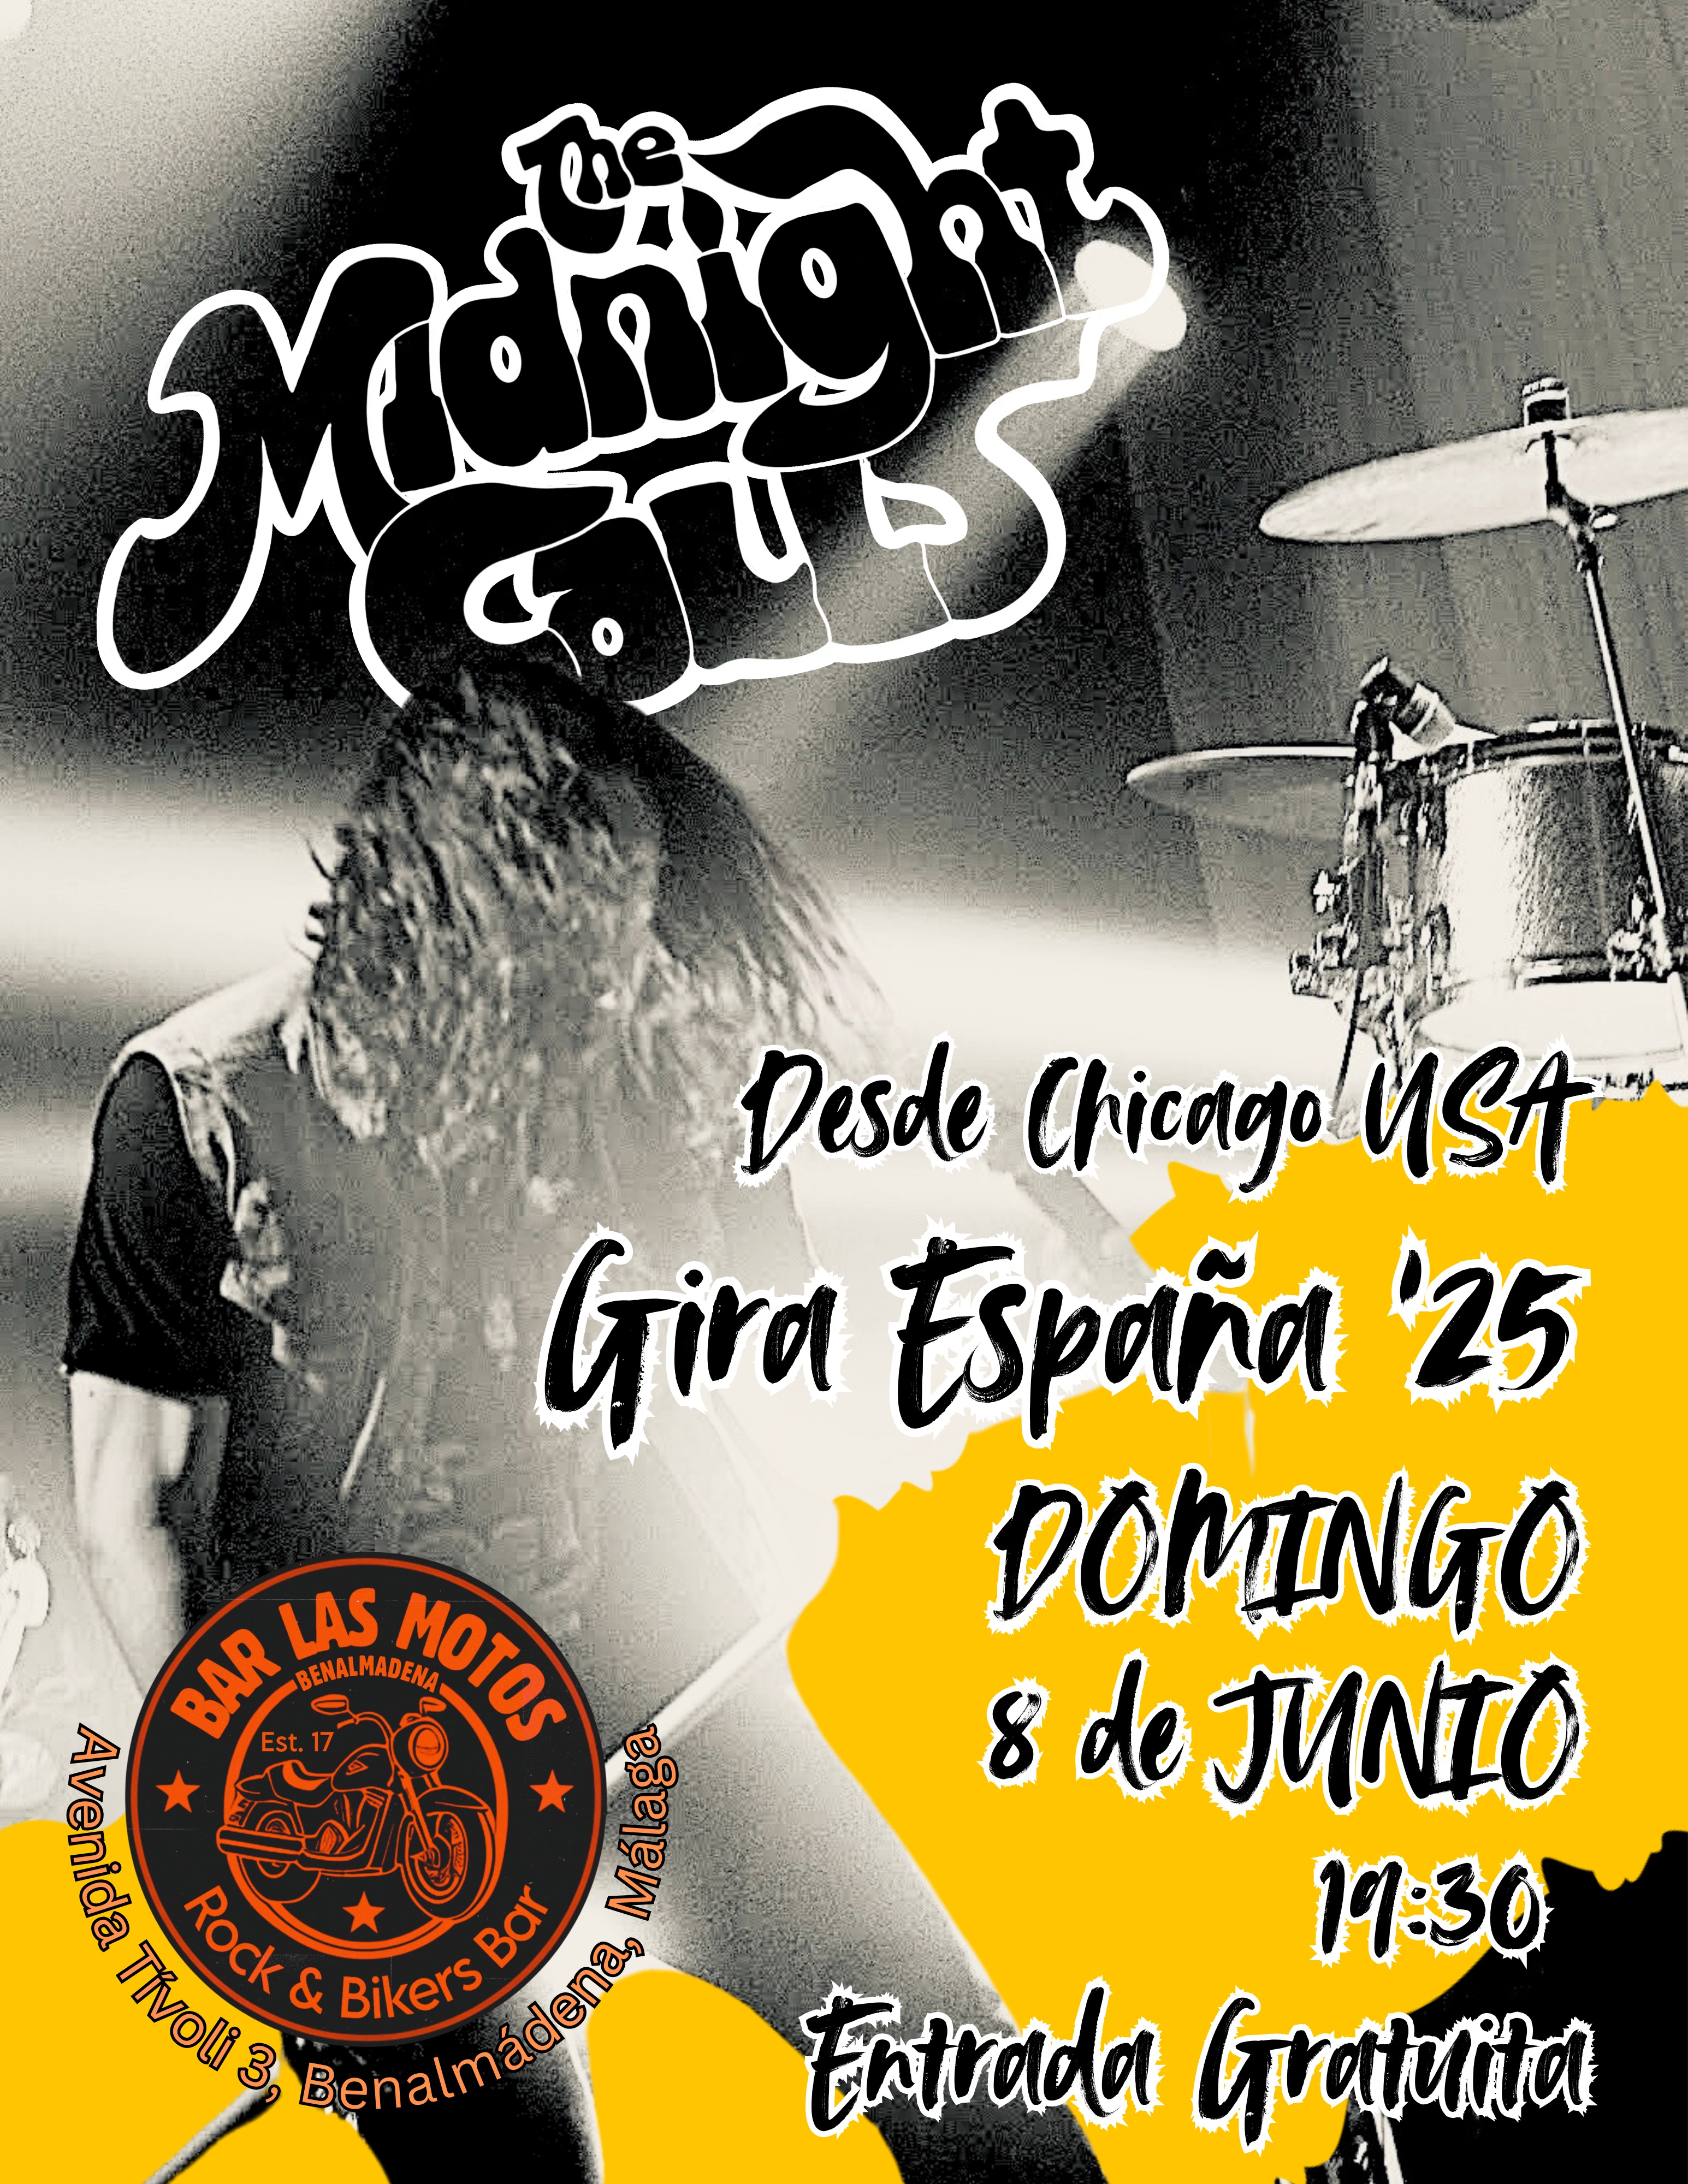 The
Midnight
Calls
Desde Chicago USA
Gira España '25
DOMINGO
8 de JUNIO
19:30
Entrada Gratuita
BAR LAS MOTOS
BENALMADENA
Est. 17
Rock & Bikers Bar
Avenida Tívoli 3, Benalmádena, Málaga